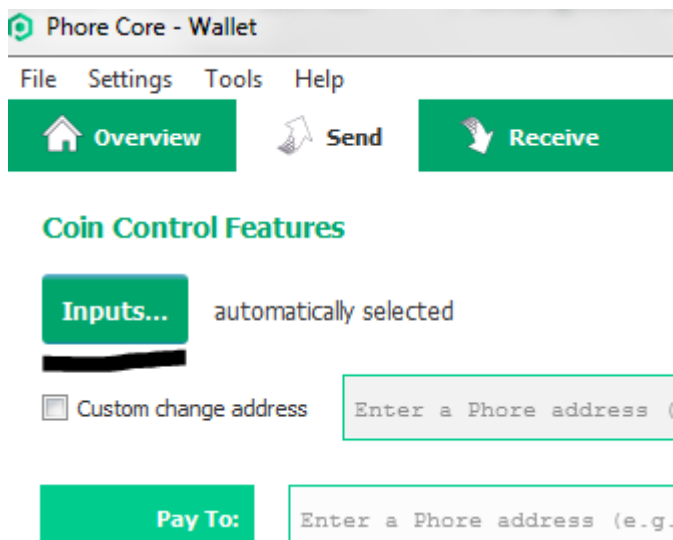 Phore Core - Wallet
File Settings Tools Help
Overview Send Receive
Coin Control Features
Inputs... automatically selected
Custom change address Enter a Phore address (
Pay To: Enter a Phore address (e.g.